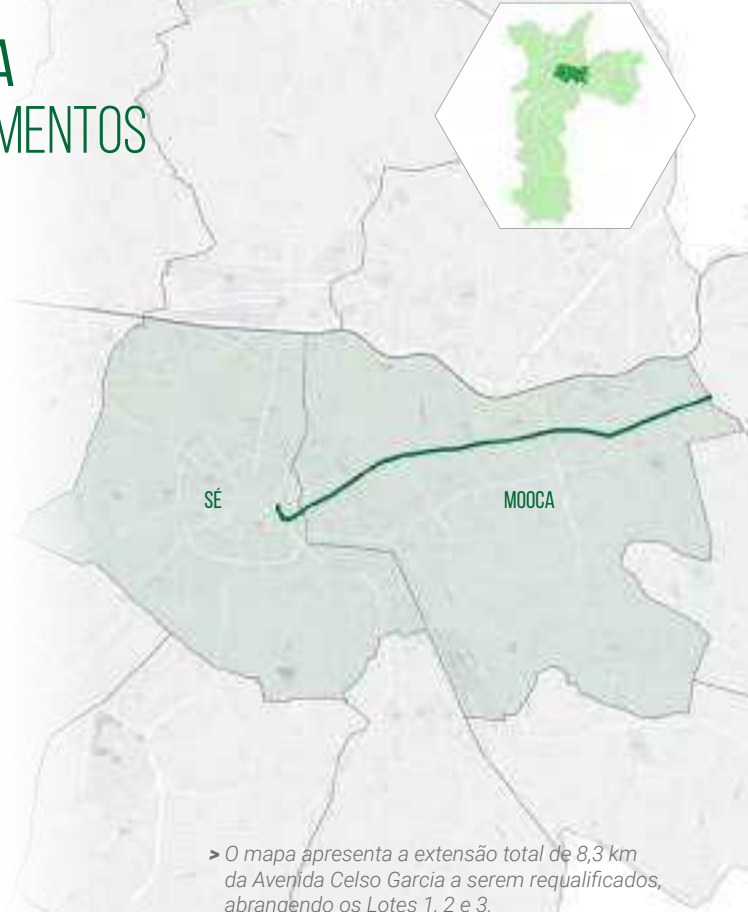 A
MENTOS
SÉ
MOOCA
> O mapa apresenta a extensão total de 8,3 km
da Avenida Celso Garcia a serem requalificados,
abrangendo os Lotes 1, 2 e 3.